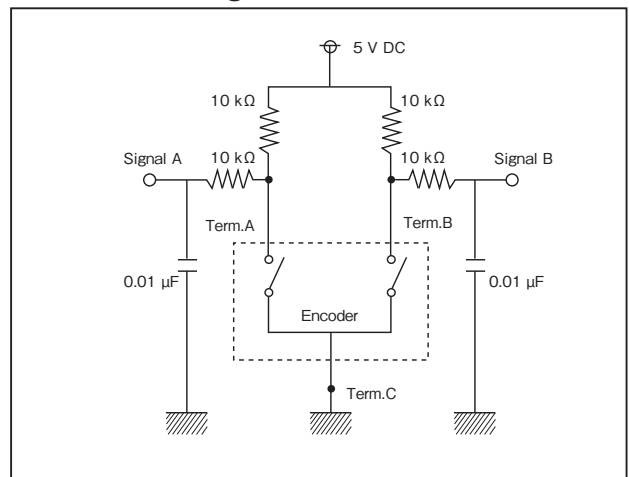 5 V DC
10 kΩ 10 kΩ
Signal A 10 kΩ 10 kΩ Signal B
Term.A Term.B
0.01 µF 0.01 µF
Encoder
Term.C